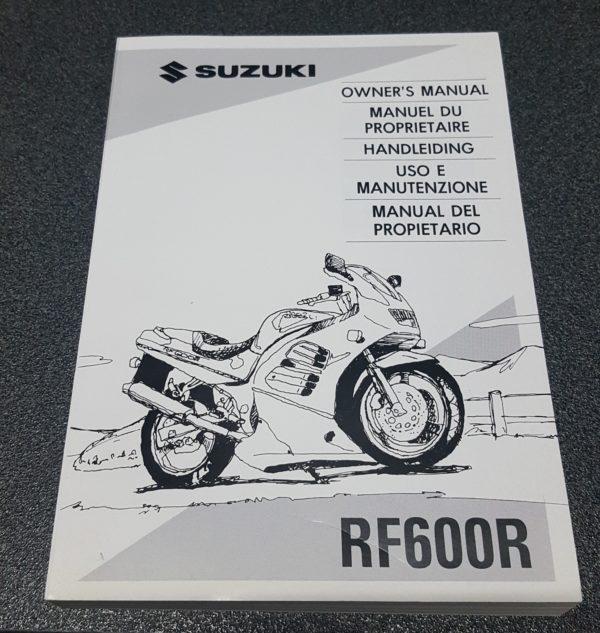 SUZUKI
OWNER'S MANUAL
MANUEL DU
PROPRIETAIRE
HANDLEIDING
USO E
MANUTENZIONE
MANUAL DEL
PROPIETARIO
RF600R